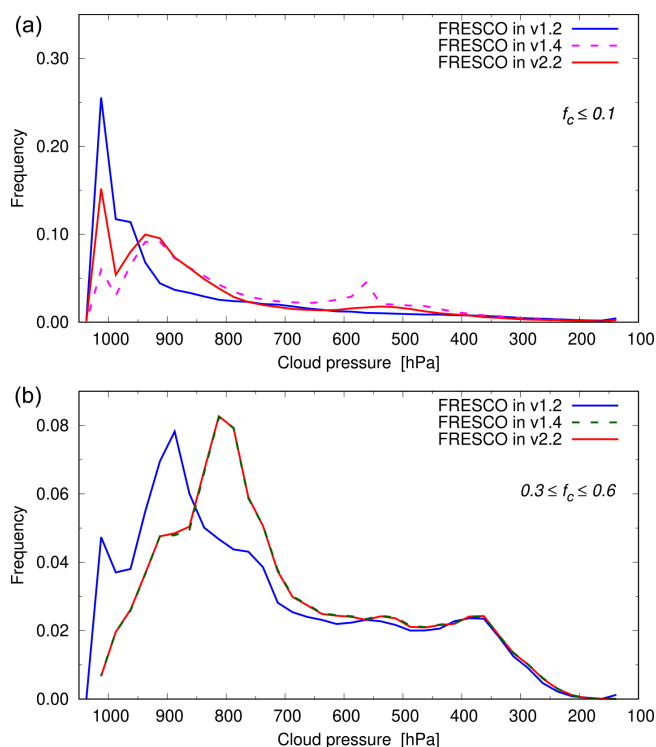 (a)
FRESCO in v1.2
FRESCO in v1.4
FRESCO in v2.2
f_c ≤ 0.1
Frequency
0.30
0.20
0.10
0.00
1000 900 800 700 600 500 400 300 200 100
Cloud pressure [hPa]
(b)
FRESCO in v1.2
FRESCO in v1.4
FRESCO in v2.2
0.3 ≤ f_c ≤ 0.6
Frequency
0.08
0.06
0.04
0.02
0.00
1000 900 800 700 600 500 400 300 200 100
Cloud pressure [hPa]